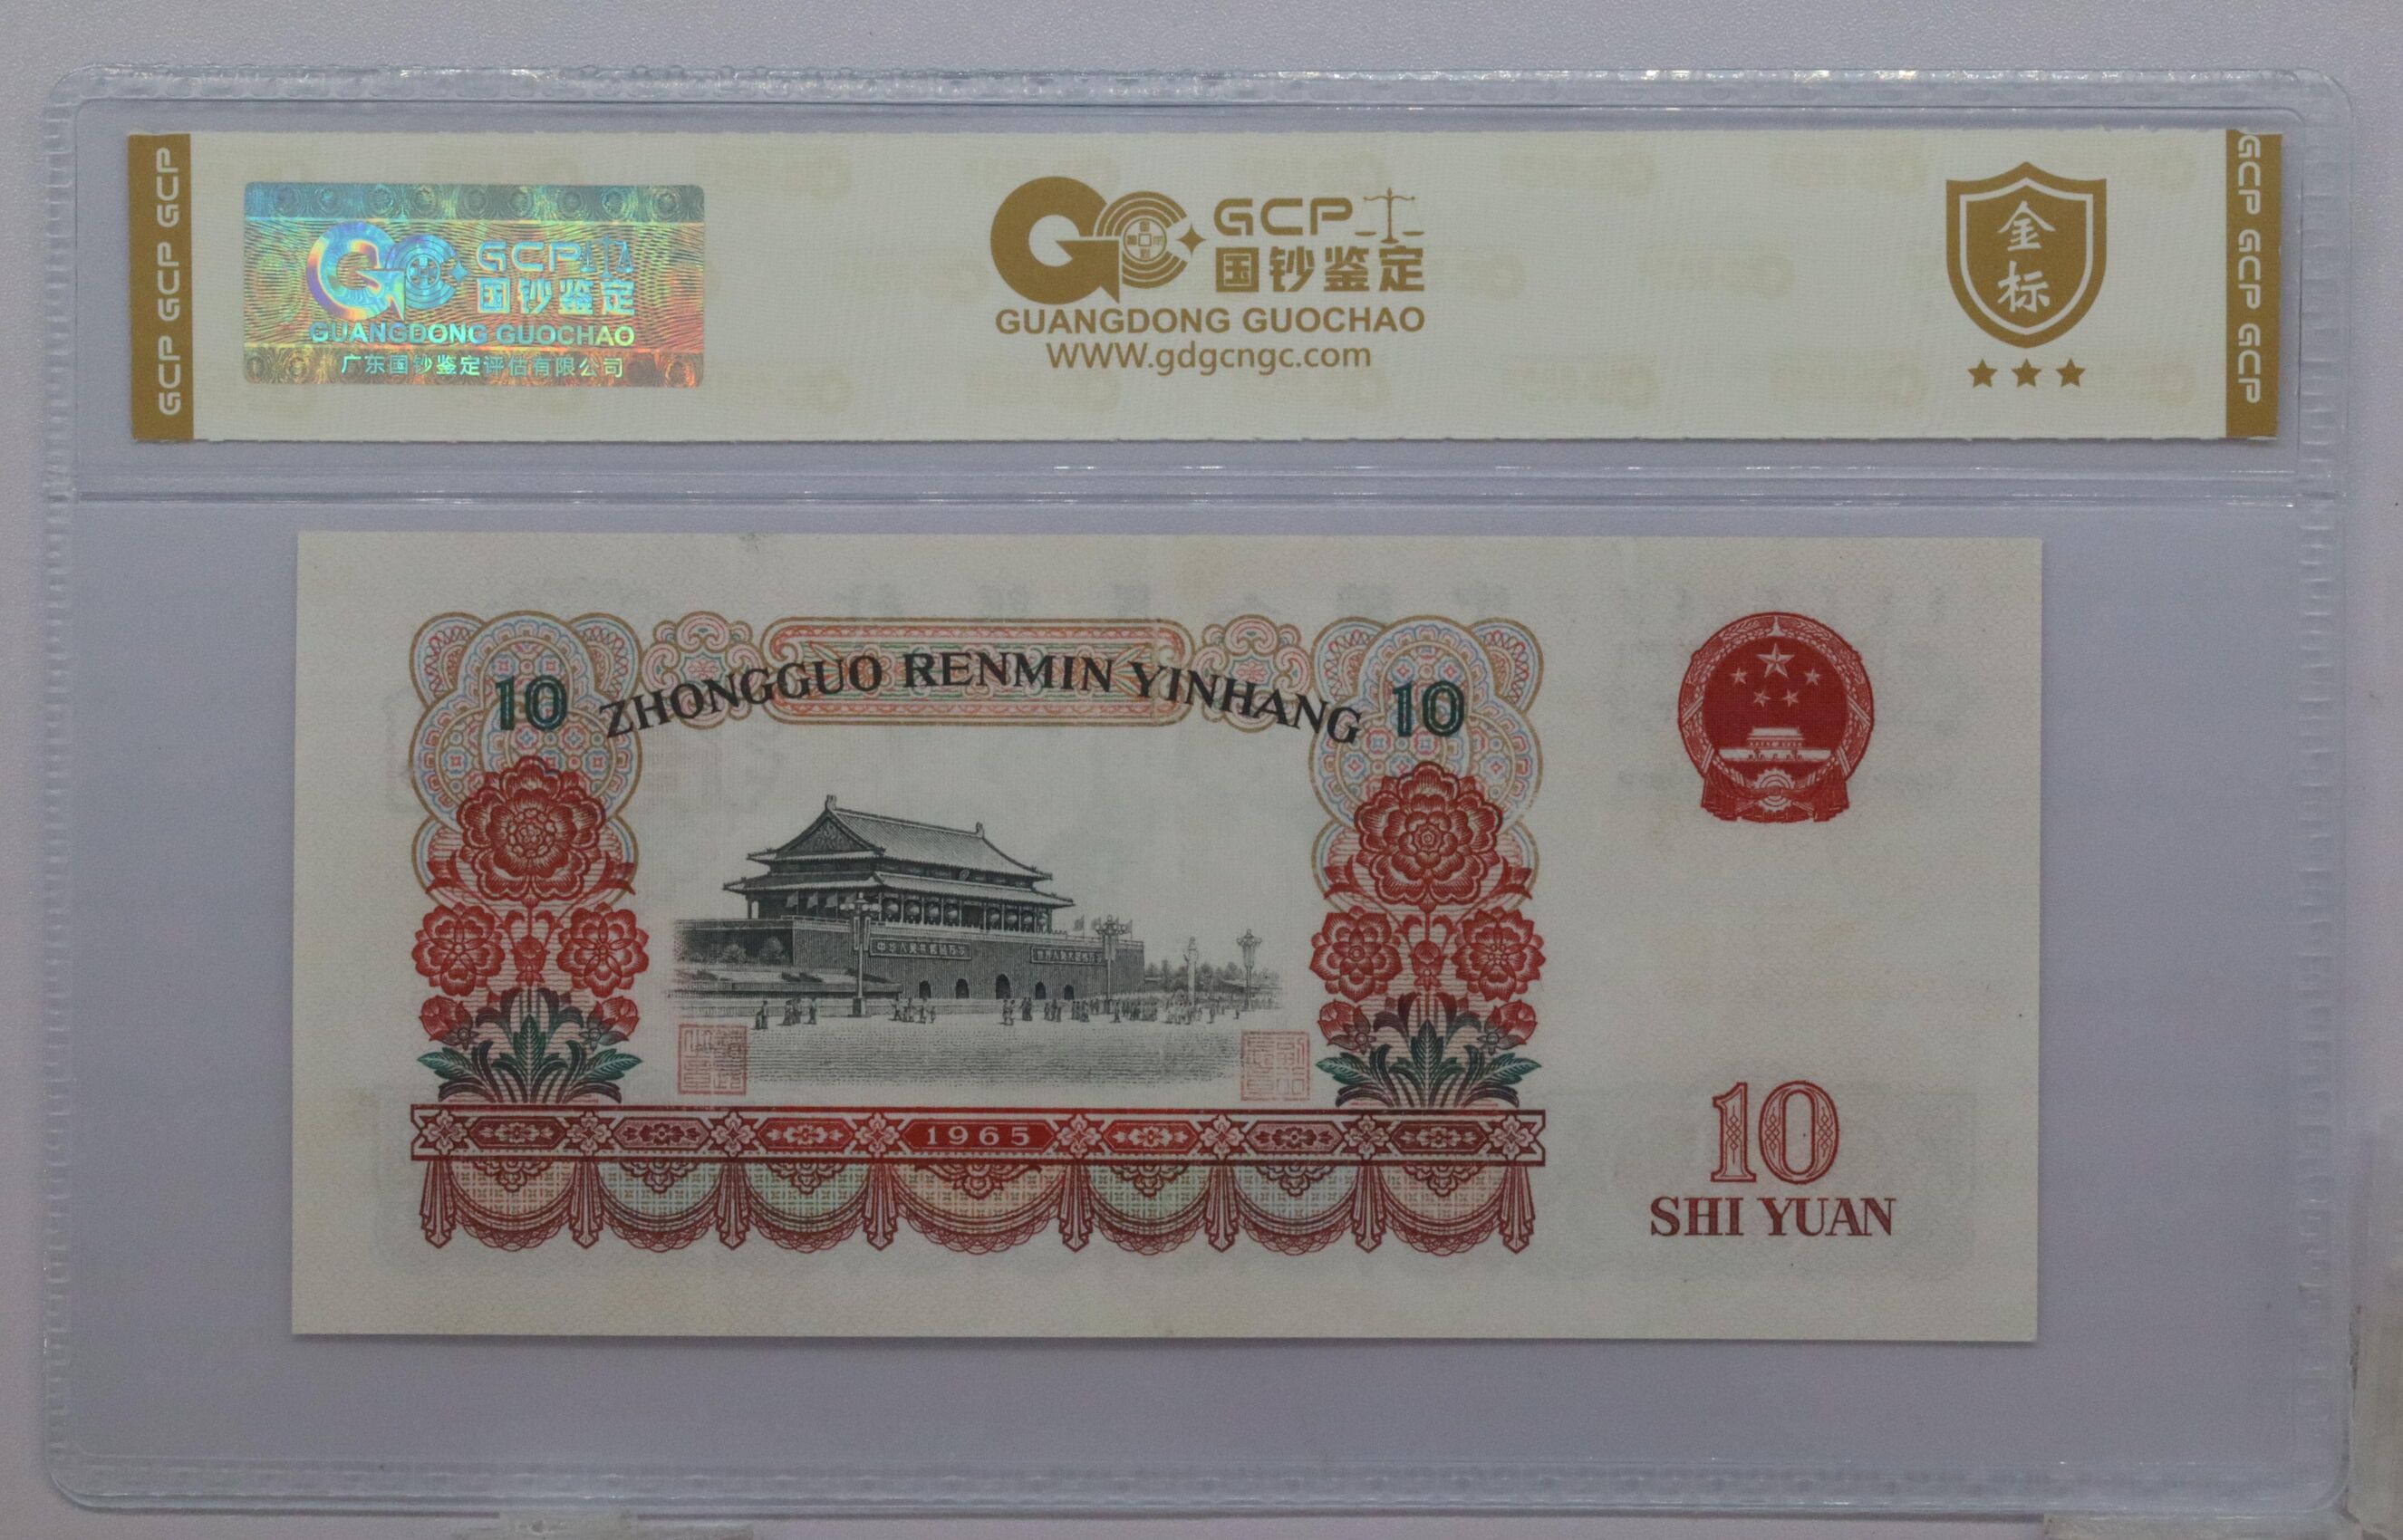 GCP GCP GCP
GCP
国钞鉴定
GUANGDONG GUOCHAO
广东国钞鉴定评估有限公司
GCP
国钞鉴定
GUANGDONG GUOCHAO
WWW.gdgcngc.com
金
标
GCP GCP GCP
10 ZHONGGUO RENMIN YINHANG 10
1965
10
SHI YUAN